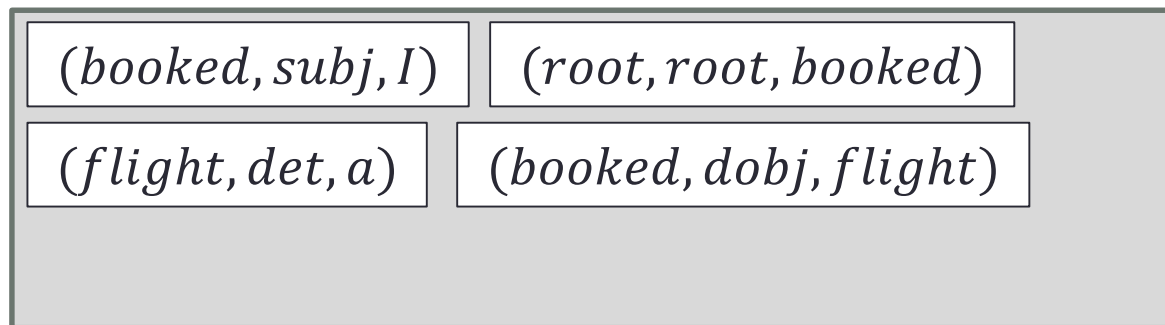 (booked, subj, I) (root, root, booked)
(flight, det, a) (booked, dobj, flight)